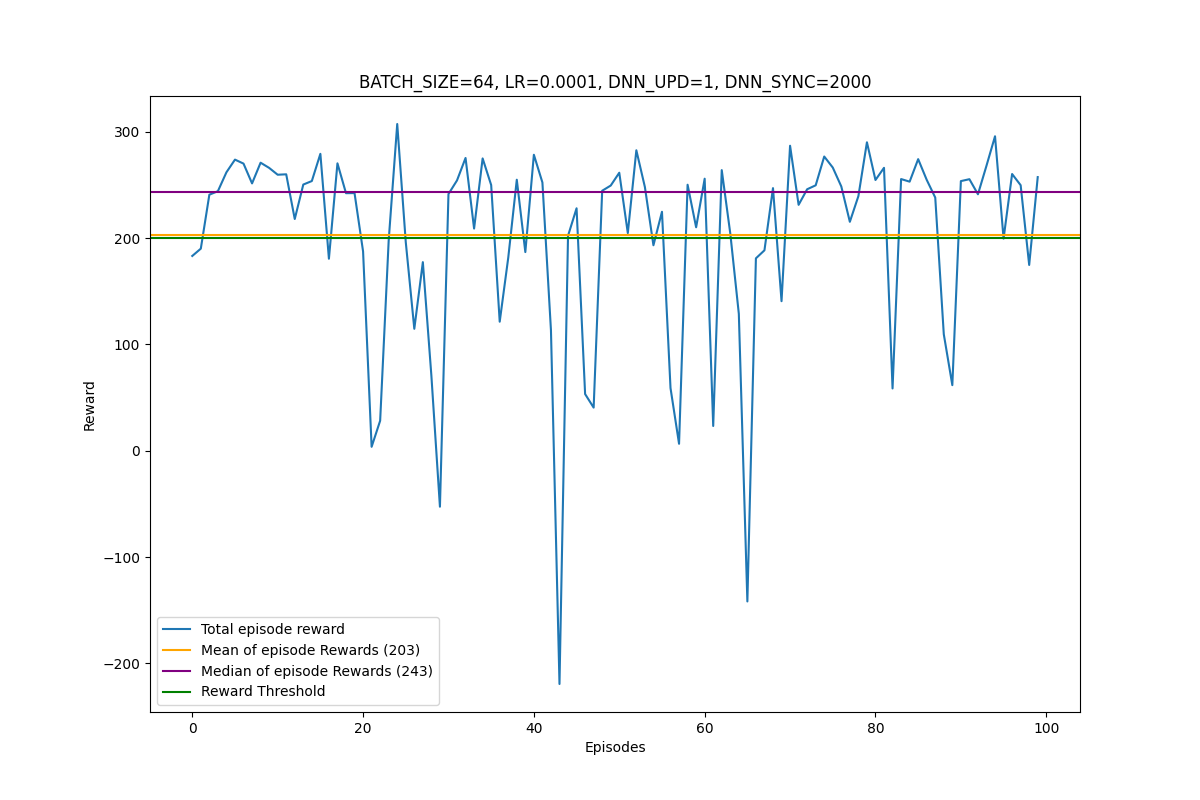 BATCH_SIZE=64, LR=0.0001, DNN_UPD=1, DNN_SYNC=2000
300
200
100
0
−100
−200
Reward
Total episode reward
Mean of episode Rewards (203)
Median of episode Rewards (243)
Reward Threshold
0 20 40 60 80 100
Episodes